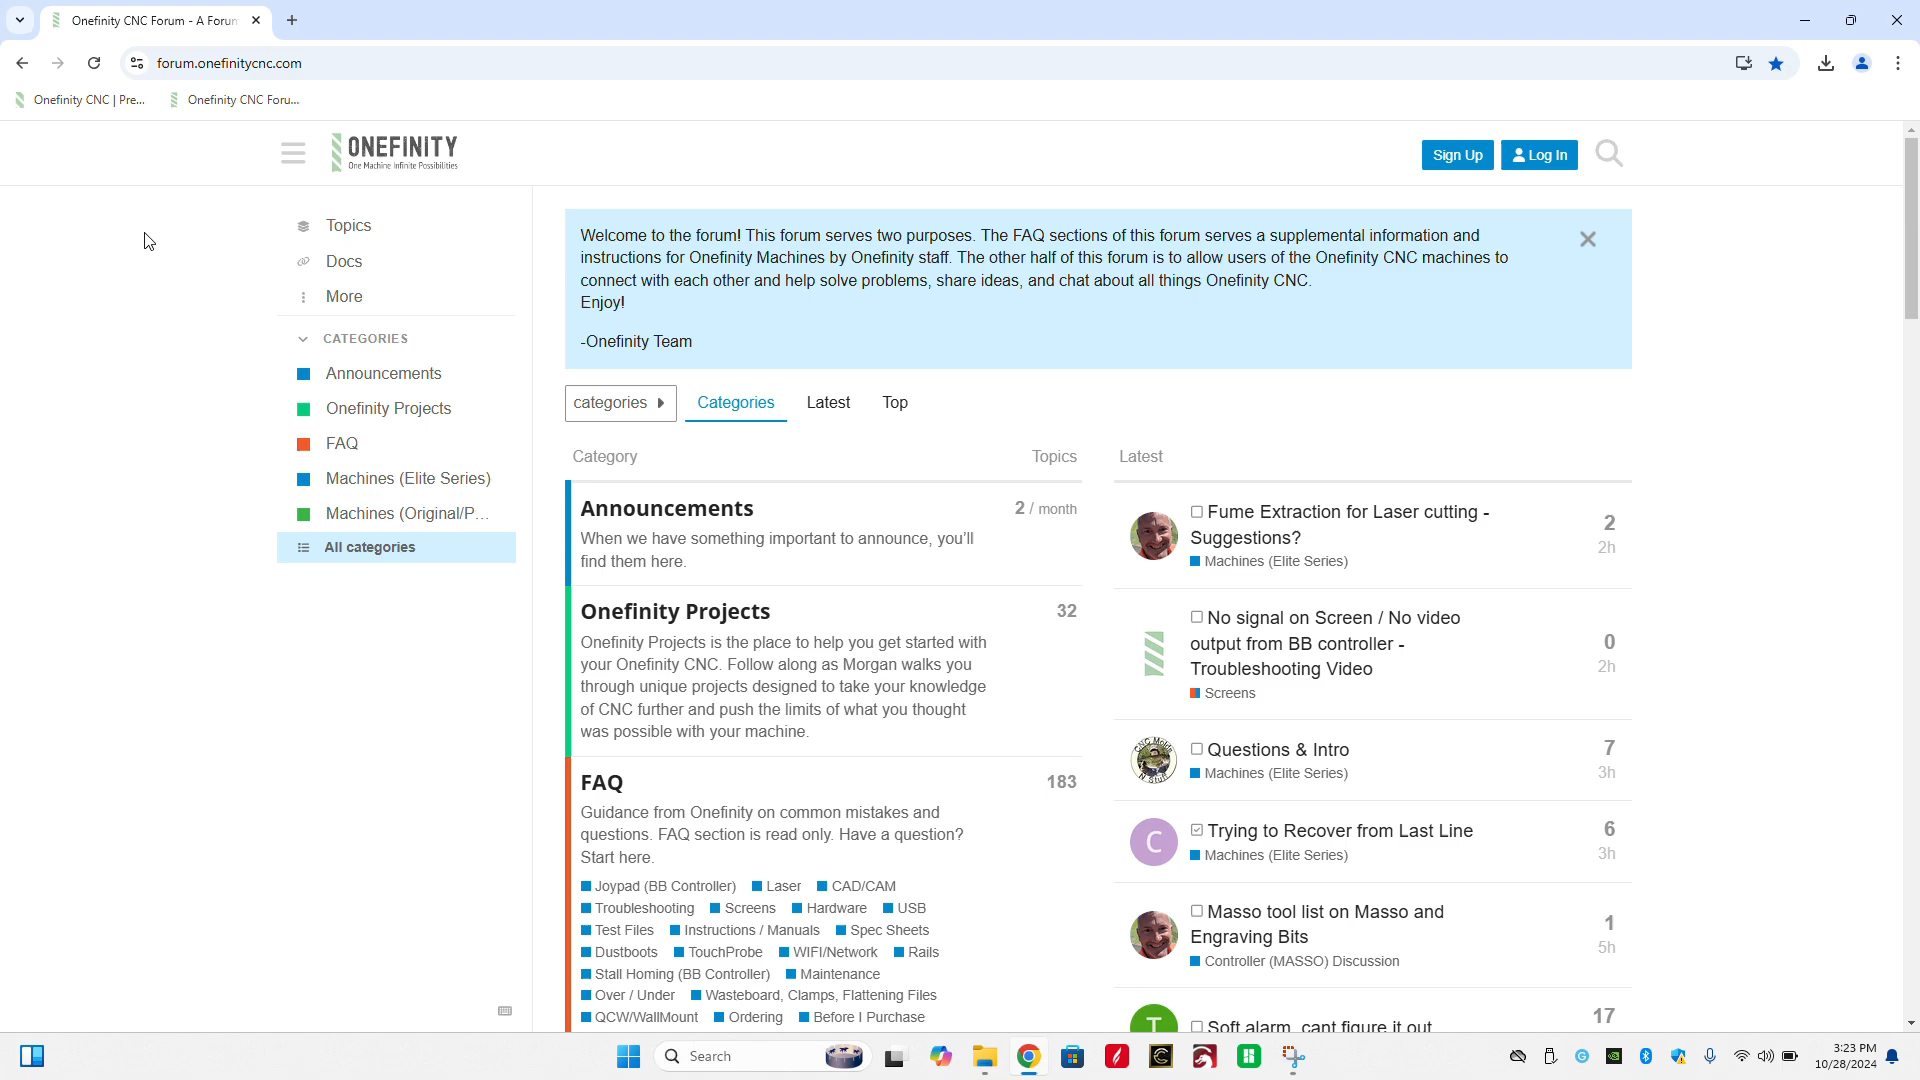 Onefinity CNC Forum - A Forum
forum.onefinitycnc.com
Onefinity CNC | Pre...
Onefinity CNC Foru...
ONEFINITY
One Machine Infinite Possibilities
Sign Up
Log In
Topics
Docs
More
CATEGORIES
Announcements
Onefinity Projects
FAQ
Machines (Elite Series)
Machines (Original/P...
All categories
Welcome to the forum! This forum serves two purposes. The FAQ sections of this forum serves a supplemental information and
instructions for Onefinity Machines by Onefinity staff. The other half of this forum is to allow users of the Onefinity CNC machines to
connect with each other and help solve problems, share ideas, and chat about all things Onefinity CNC.
Enjoy!
-Onefinity Team
categories
Categories
Latest
Top
Category
Topics
Announcements
2 / month
When we have something important to announce, you'll
find them here.
Onefinity Projects
32
Onefinity Projects is the place to help you get started with
your Onefinity CNC. Follow along as Morgan walks you
through unique projects designed to take your knowledge
of CNC further and push the limits of what you thought
was possible with your machine.
FAQ
183
Guidance from Onefinity on common mistakes and
questions. FAQ section is read only. Have a question?
Start here.
Joypad (BB Controller) Laser CAD/CAM
Troubleshooting Screens Hardware USB
Test Files Instructions / Manuals Spec Sheets
Dustboots TouchProbe WIFI/Network Rails
Stall Homing (BB Controller) Maintenance
Over / Under Wasteboard, Clamps, Flattening Files
QCW/WallMount Ordering Before I Purchase
Latest
Fume Extraction for Laser cutting -
Suggestions?
Machines (Elite Series)
2
2h
No signal on Screen / No video
output from BB controller -
Troubleshooting Video
Screens
0
2h
CNC Molds
N Stuff
Questions & Intro
Machines (Elite Series)
7
3h
C
Trying to Recover from Last Line
Machines (Elite Series)
6
3h
Masso tool list on Masso and
Engraving Bits
Controller (MASSO) Discussion
1
5h
T
Soft alarm, cant figure it out
17
Search
3:23 PM
10/28/2024